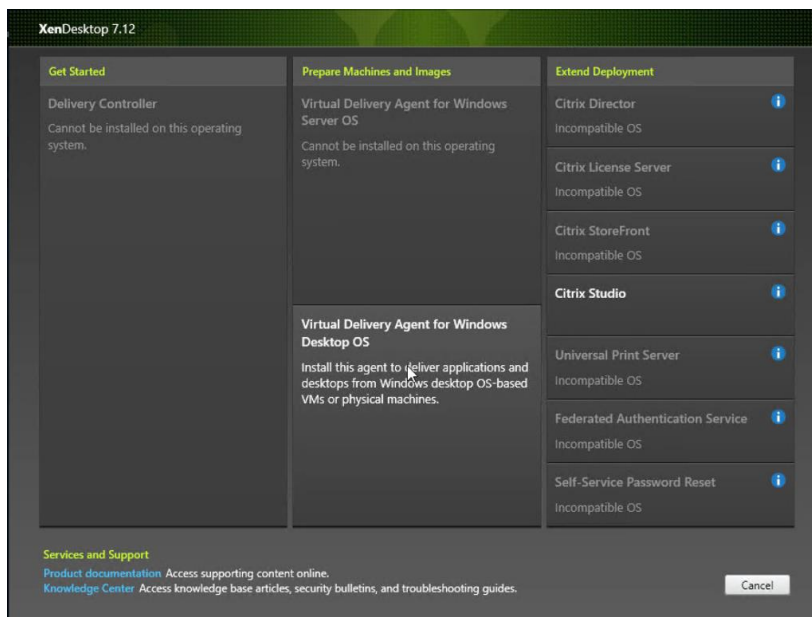 XenDesktop 7.12
Get Started
Delivery Controller
Cannot be installed on this operating
system.
Prepare Machines and Images
Virtual Delivery Agent for Windows
Server OS
Cannot be installed on this operating
system.
Virtual Delivery Agent for Windows
Desktop OS
Install this agent to deliver applications and
desktops from Windows desktop OS-based
VMs or physical machines.
Extend Deployment
Citrix Director
Incompatible OS
Citrix License Server
Incompatible OS
Citrix StoreFront
Incompatible OS
Citrix Studio
Universal Print Server
Incompatible OS
Federated Authentication Service
Incompatible OS
Self-Service Password Reset
Incompatible OS
Services and Support
Product documentation Access supporting content online.
Knowledge Center Access knowledge base articles, security bulletins, and troubleshooting guides.
Cancel